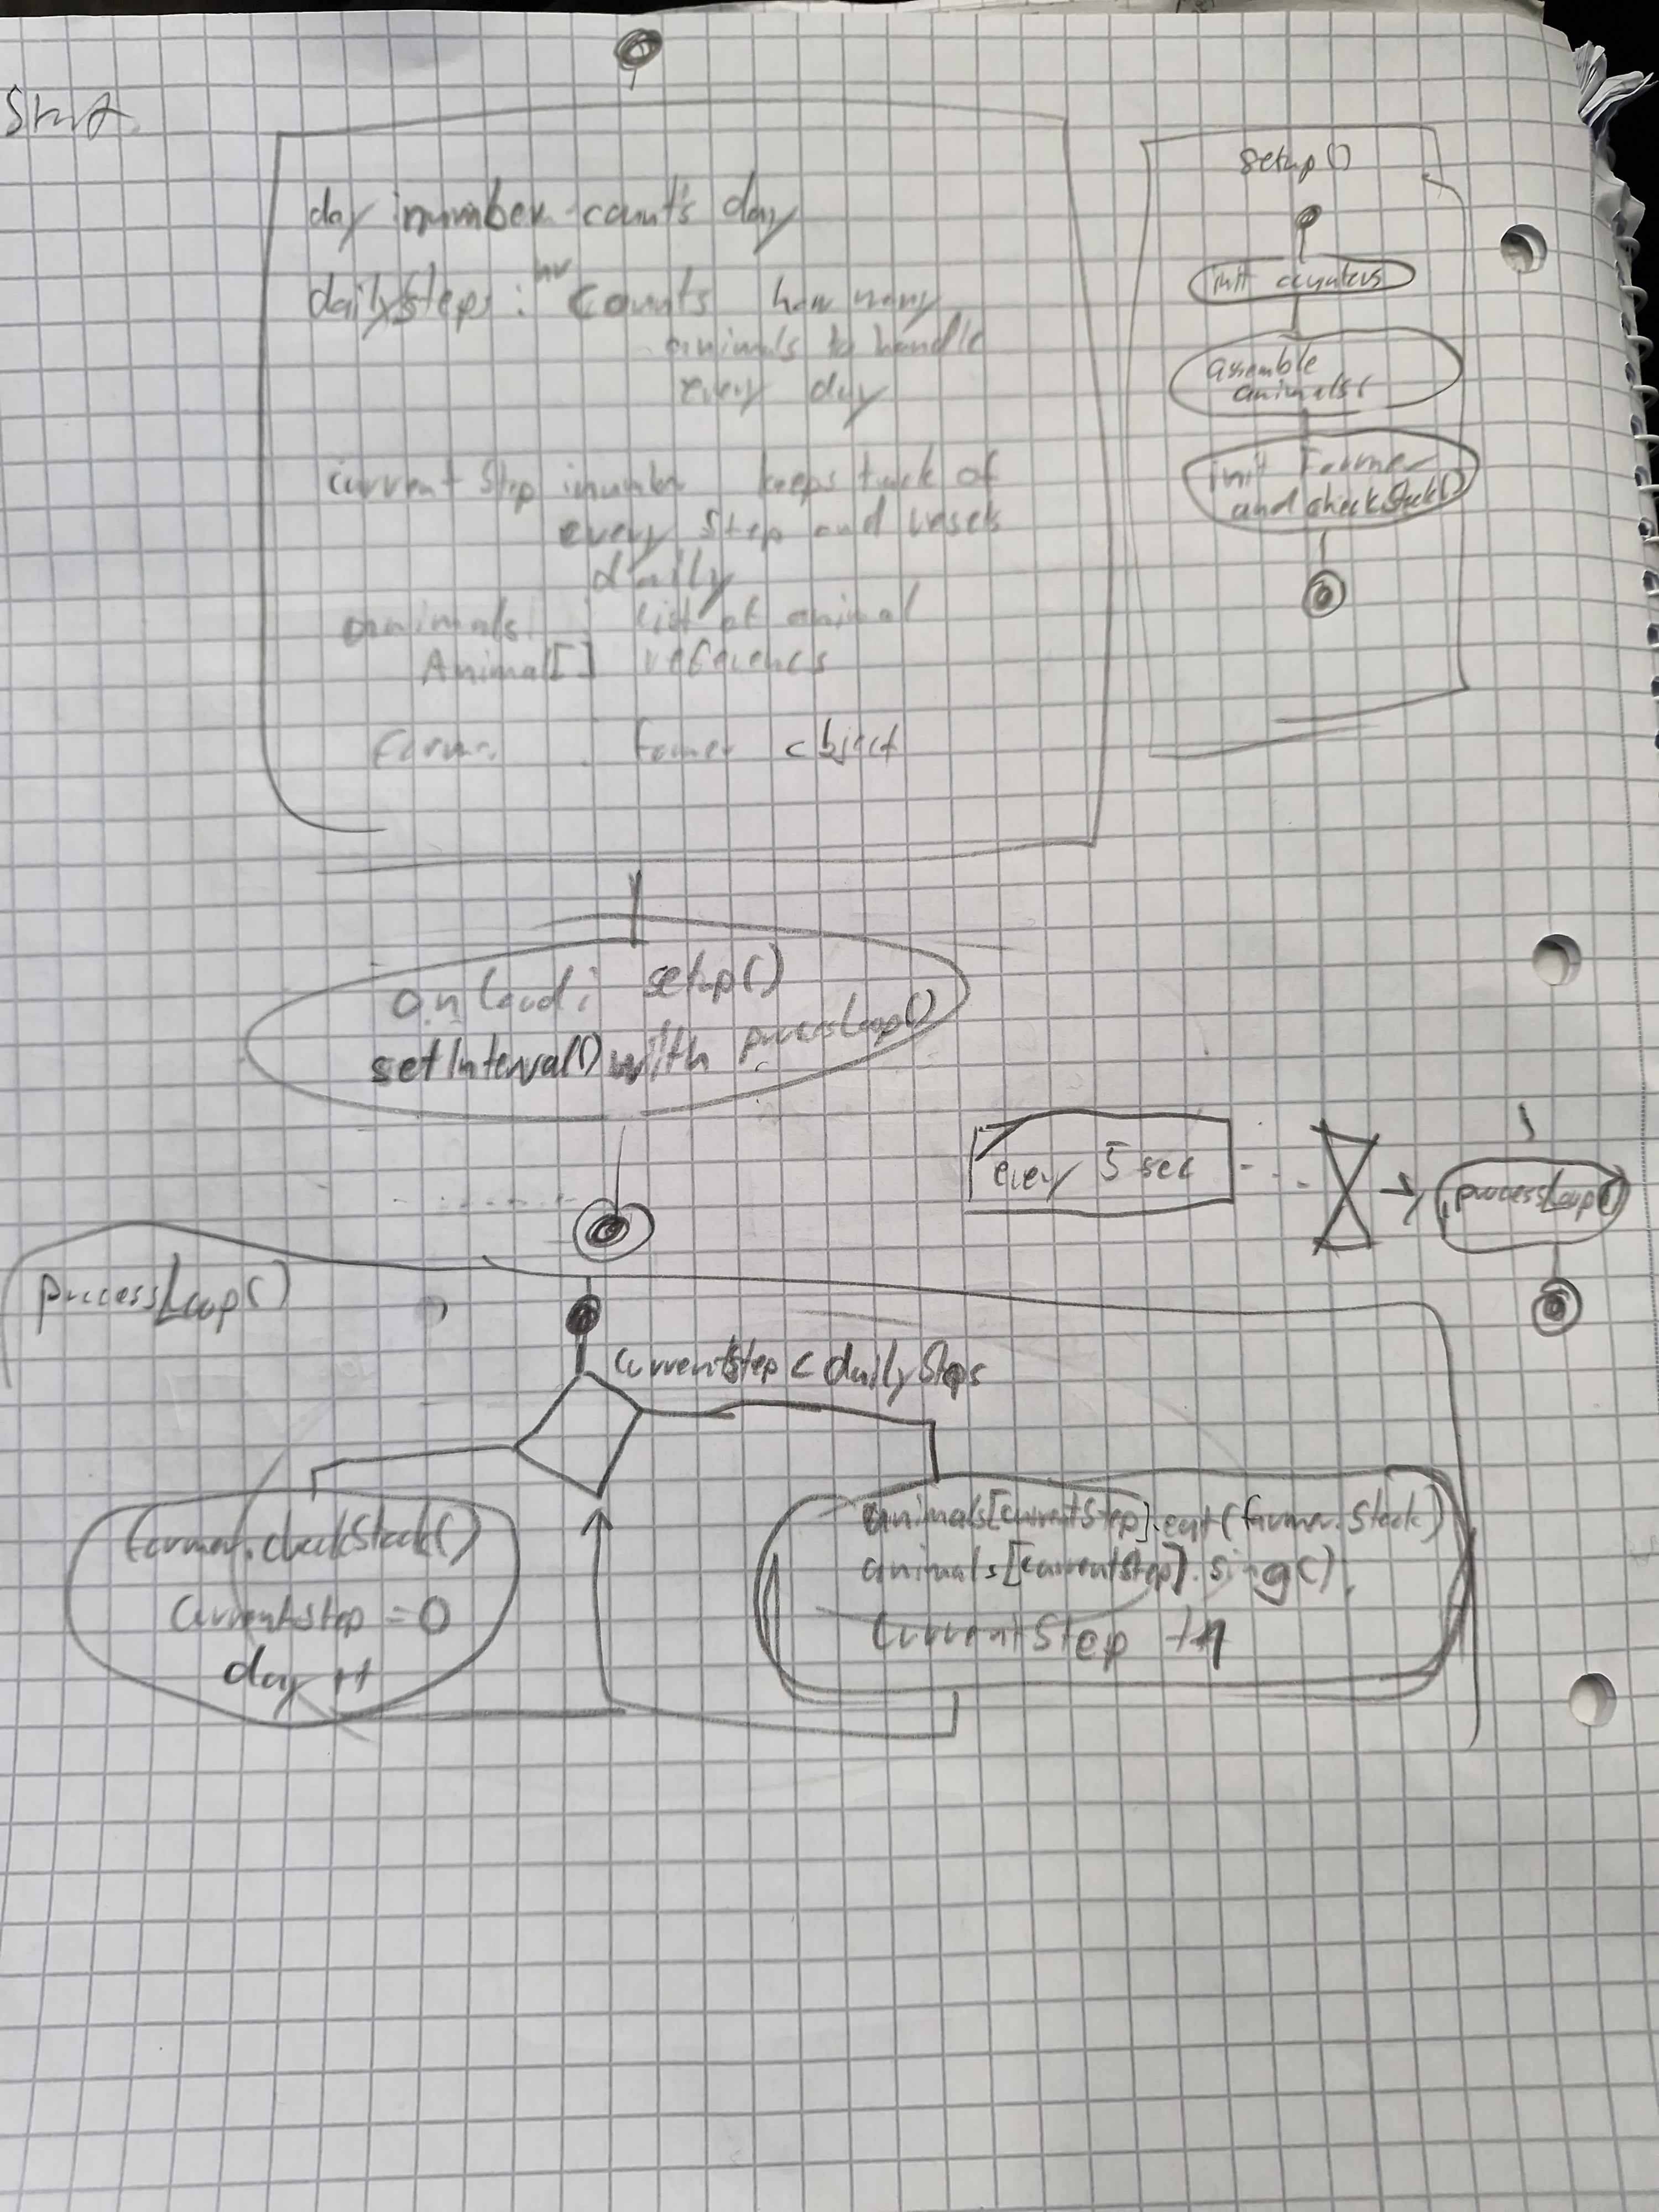 Start
day : number counts day
dailySteps : nr counts how many
animals to handle
every day
currentStep : number keeps track of
every step and resets
daily
animals : list of animal
Animal[] references
: farmer object
setup()
init counters
assemble
animals
init Farmer
and checkStock()
onload: setup()
setInterval() with processLoop()
every 5 sec
processLoop()
processLoop()
currentStep < dailySteps
farmer.checkStock()
currentStep = 0
day ++
animals[currentStep].eat(farmer.Stock)
animals[currentStep].sing();
currentStep ++